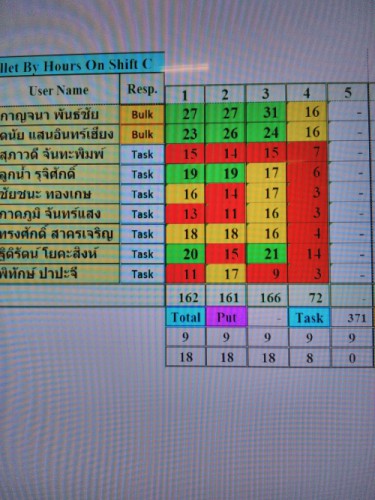 llet By Hours On Shift C
User Name Resp. 1 2 3 4 5
กาญจนา พันธ์ชัย Bulk 27 27 31 16 -
ดนัย แสนอินทร์เฮียง Bulk 23 26 24 16 -
สุภาวดี จันทะพิมพ์ Task 15 14 15 7 -
ลูกน้ำ รุจิศักดิ์ Task 19 19 17 6 -
ชัยชนะ ทองเกษ Task 16 14 17 3 -
ภาคภูมิ จันทร์แสง Task 13 11 16 3 -
ทรงศักดิ์ สาครเจริญ Task 18 18 16 4 -
ฐิติรัตน์ โยคะสิงห์ Task 20 15 21 14 -
พิทักษ์ ปาปะจี Task 11 17 9 3 -
162 161 166 72 -
Total Put - Task 371
9 9 9 9 9
18 18 18 8 0